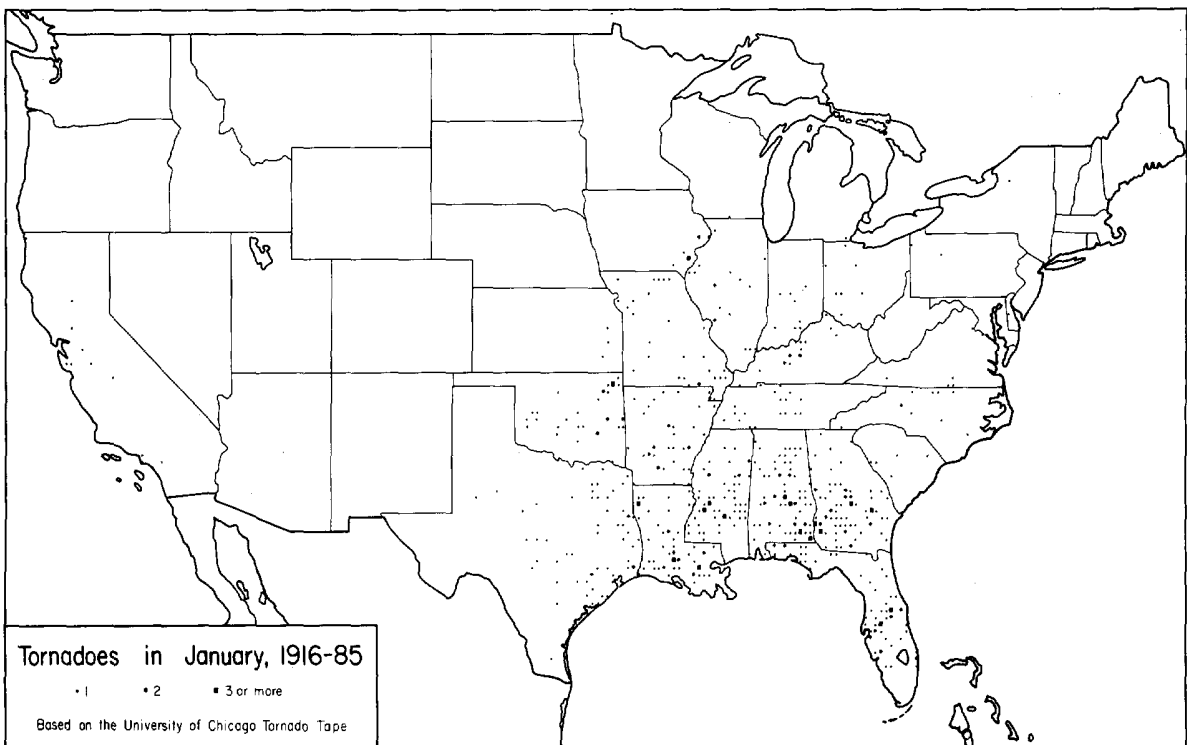 Tornadoes in January, 1916-85
1 2 3 or more
Based on the University of Chicago Tornado Tape